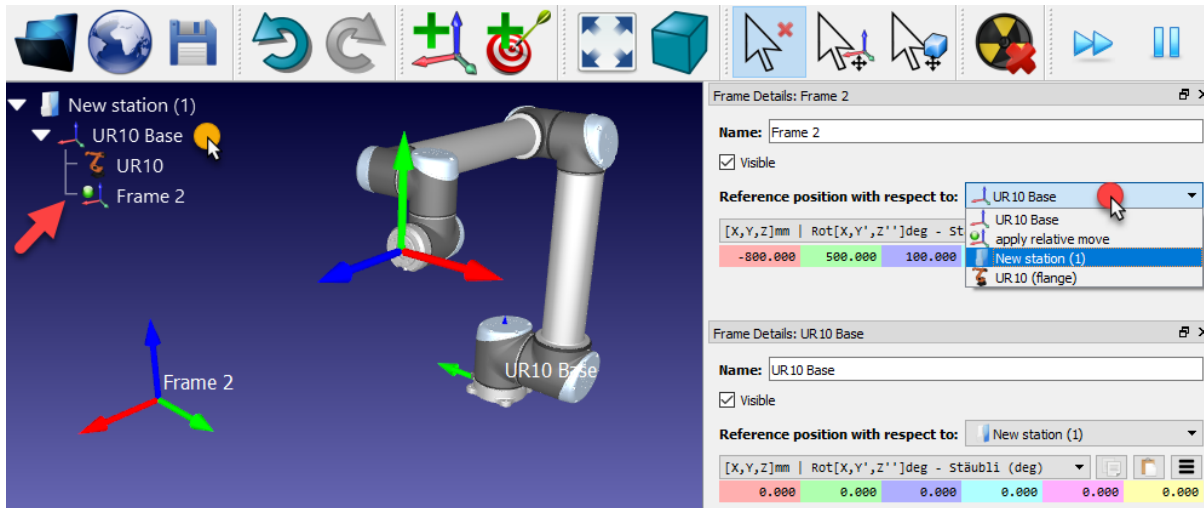 New station (1)
UR10 Base
UR10
Frame 2
Frame 2
UR10 Base
Frame Details: Frame 2
Name: Frame 2
Visible
Reference position with respect to: UR10 Base
UR10 Base
apply relative move
New station (1)
UR10 (flange)
[X,Y,Z]mm | Rot[X,Y',Z'']deg - St
-800.000 500.000 100.000
Frame Details: UR10 Base
Name: UR10 Base
Visible
Reference position with respect to: New station (1)
[X,Y,Z]mm | Rot[X,Y',Z'']deg - Stäubli (deg)
0.000 0.000 0.000 0.000 0.000 0.000